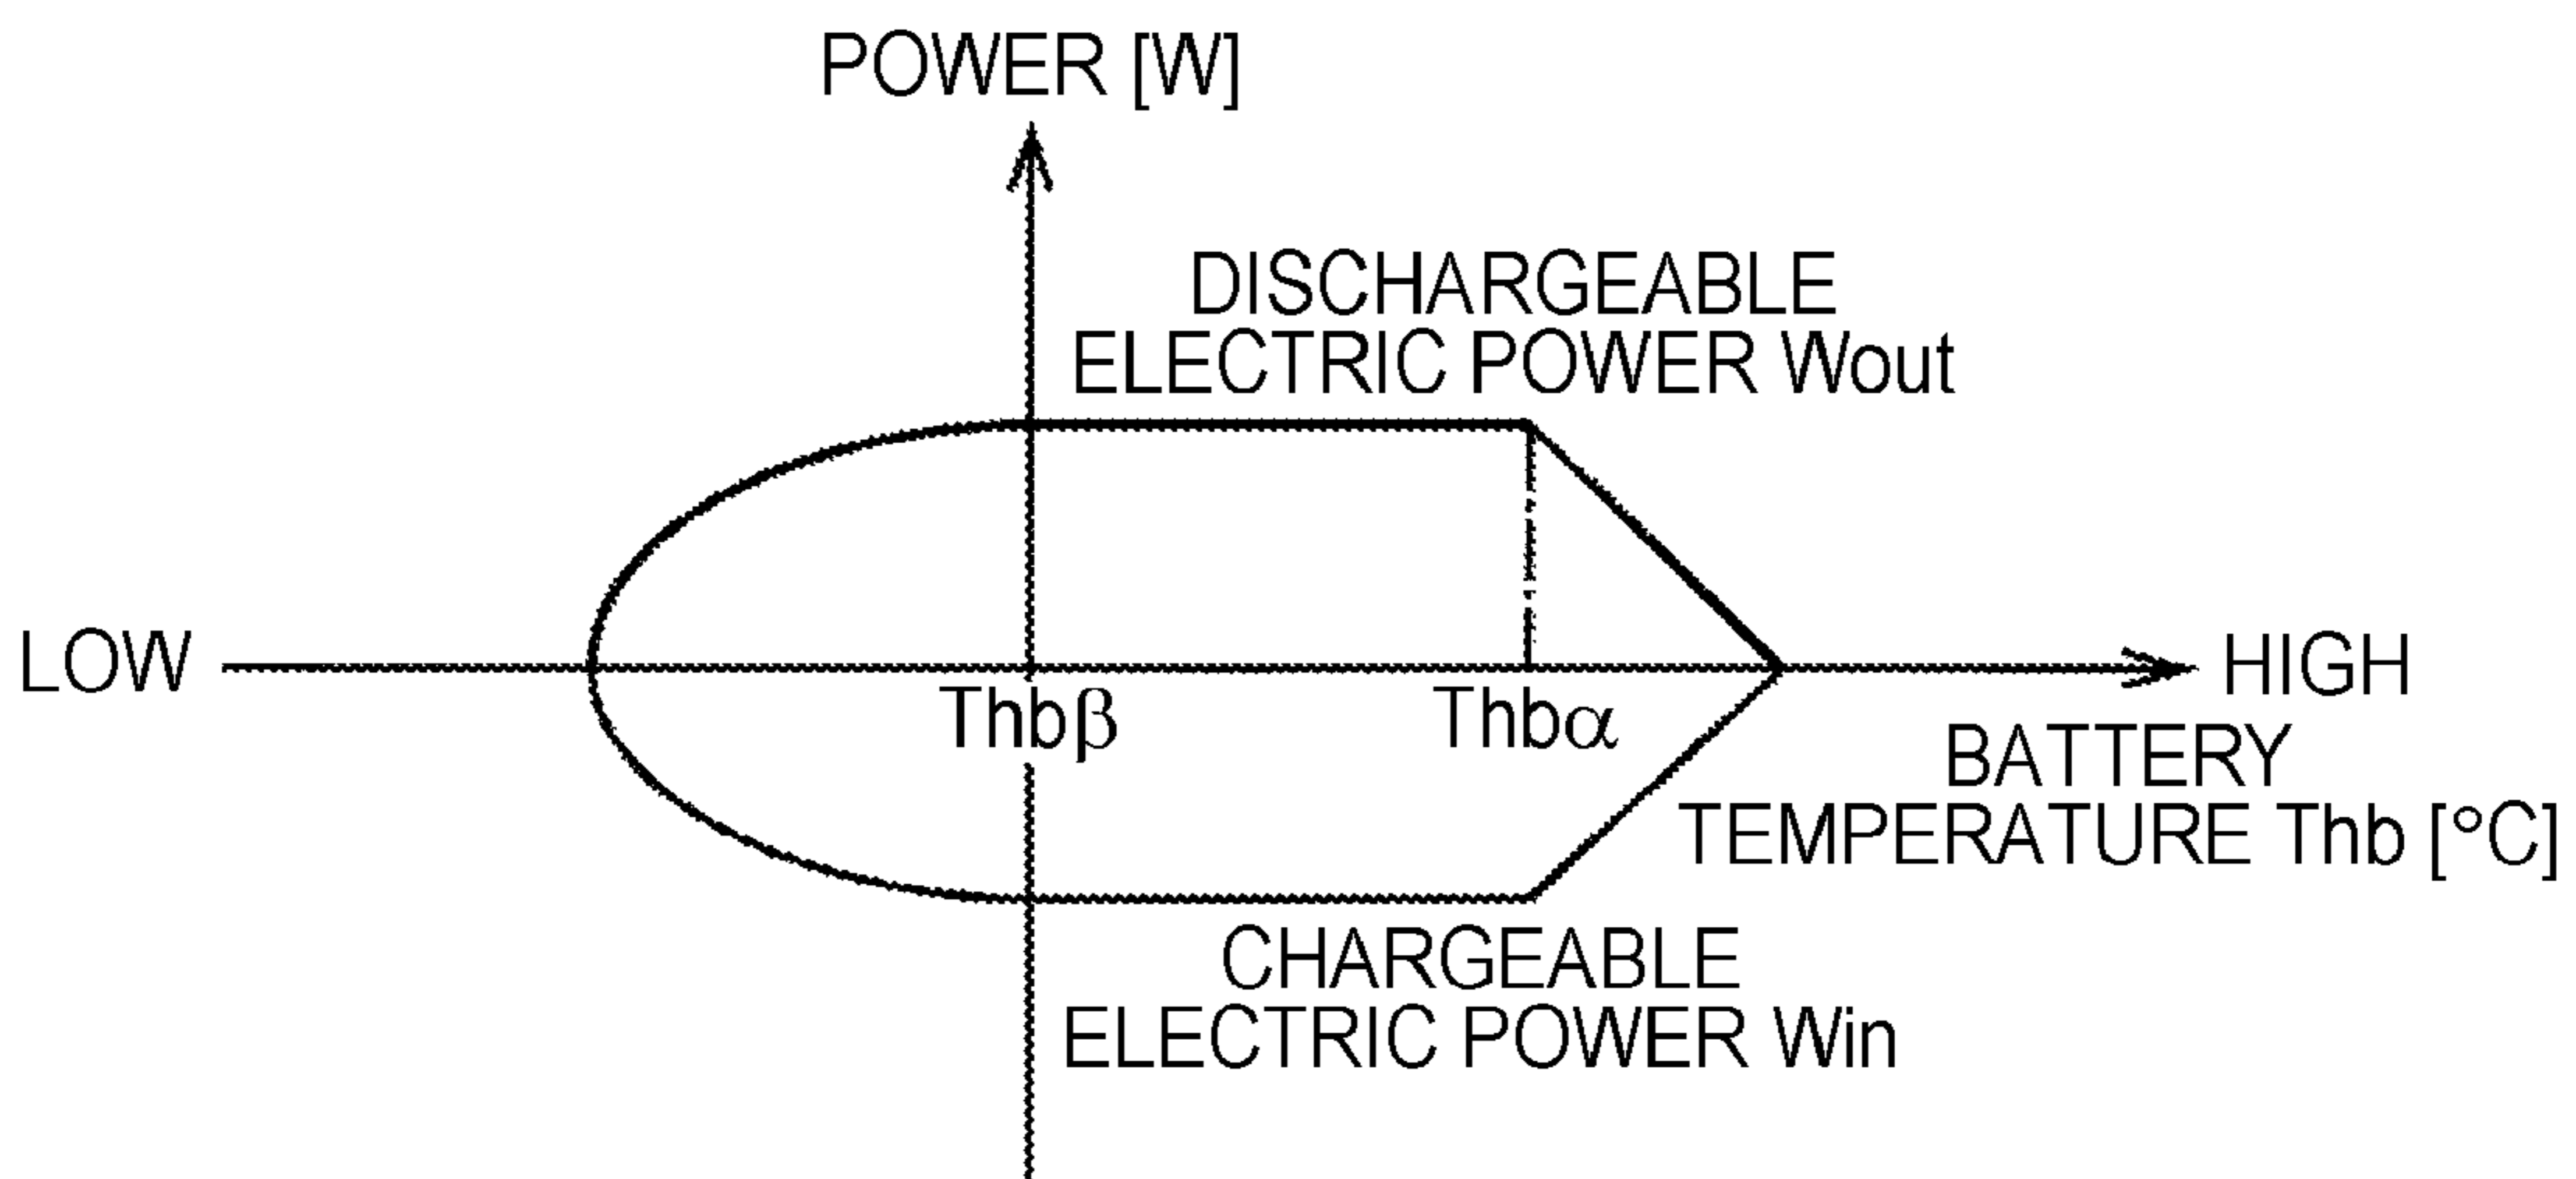 POWER [W]
DISCHARGEABLE
ELECTRIC POWER Wout
LOW
HIGH
Thbβ
Thbα
BATTERY
TEMPERATURE Thb [°C]
CHARGEABLE
ELECTRIC POWER Win